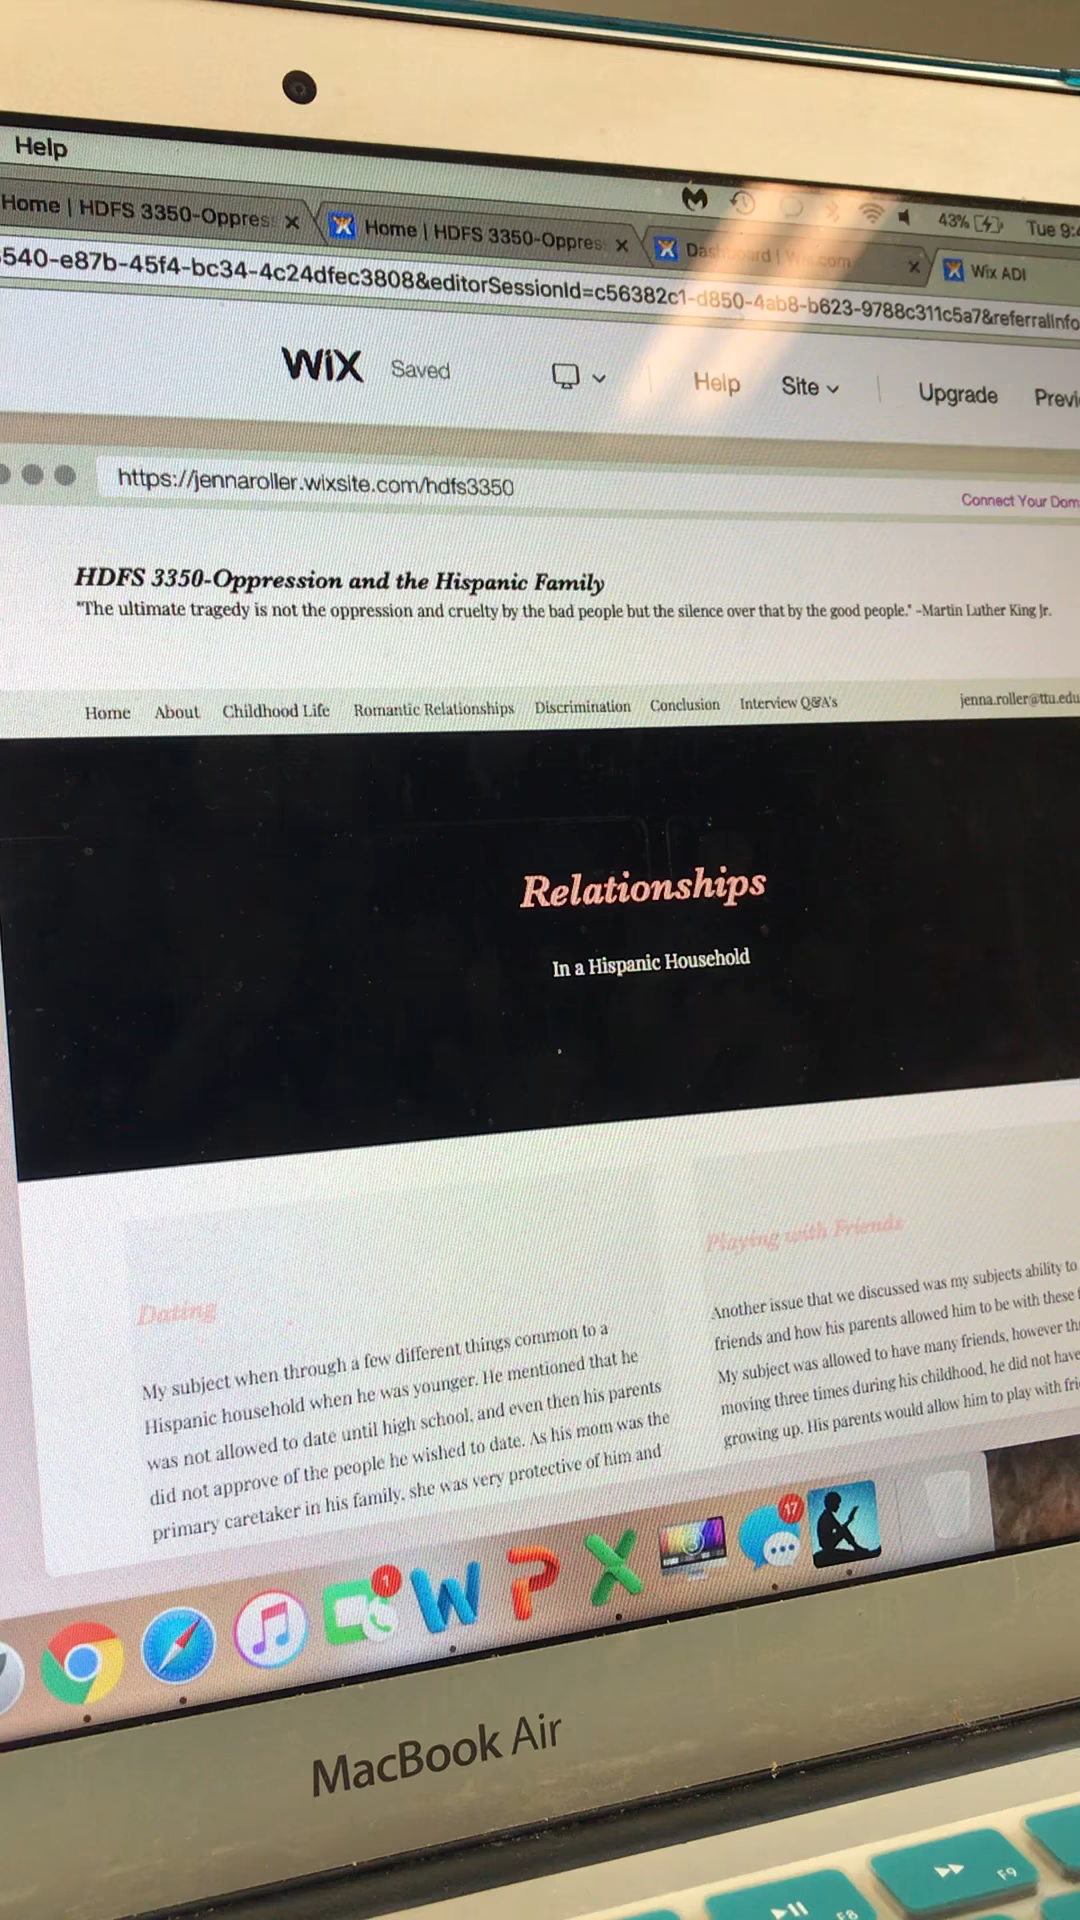 Help
43% Tue 9:4
Home | HDFS 3350-Oppres × Home | HDFS 3350-Oppres × Dashboard | Wix.com × Wix ADI
540-e87b-45f4-bc34-4c24dfec3808&editorSessionId=c56382c1-d850-4ab8-b623-9788c311c5a7&referralInfo
WiX Saved Help Site Upgrade Previ
https://jennaroller.wixsite.com/hdfs3350
Connect Your Dom
HDFS 3350-Oppression and the Hispanic Family
"The ultimate tragedy is not the oppression and cruelty by the bad people but the silence over that by the good people." -Martin Luther King Jr.
Home About Childhood Life Romantic Relationships Discrimination Conclusion Interview Q&A's jenna.roller@ttu.edu
Relationships
In a Hispanic Household
Dating
My subject when through a few different things common to a
Hispanic household when he was younger. He mentioned that he
was not allowed to date until high school, and even then his parents
did not approve of the people he wished to date. As his mom was the
primary caretaker in his family, she was very protective of him and
Playing with Friends
Another issue that we discussed was my subjects ability to
friends and how his parents allowed him to be with these f
My subject was allowed to have many friends, however th
moving three times during his childhood, he did not have
growing up. His parents would allow him to play with fri
1
17
MacBook Air
F8
F9